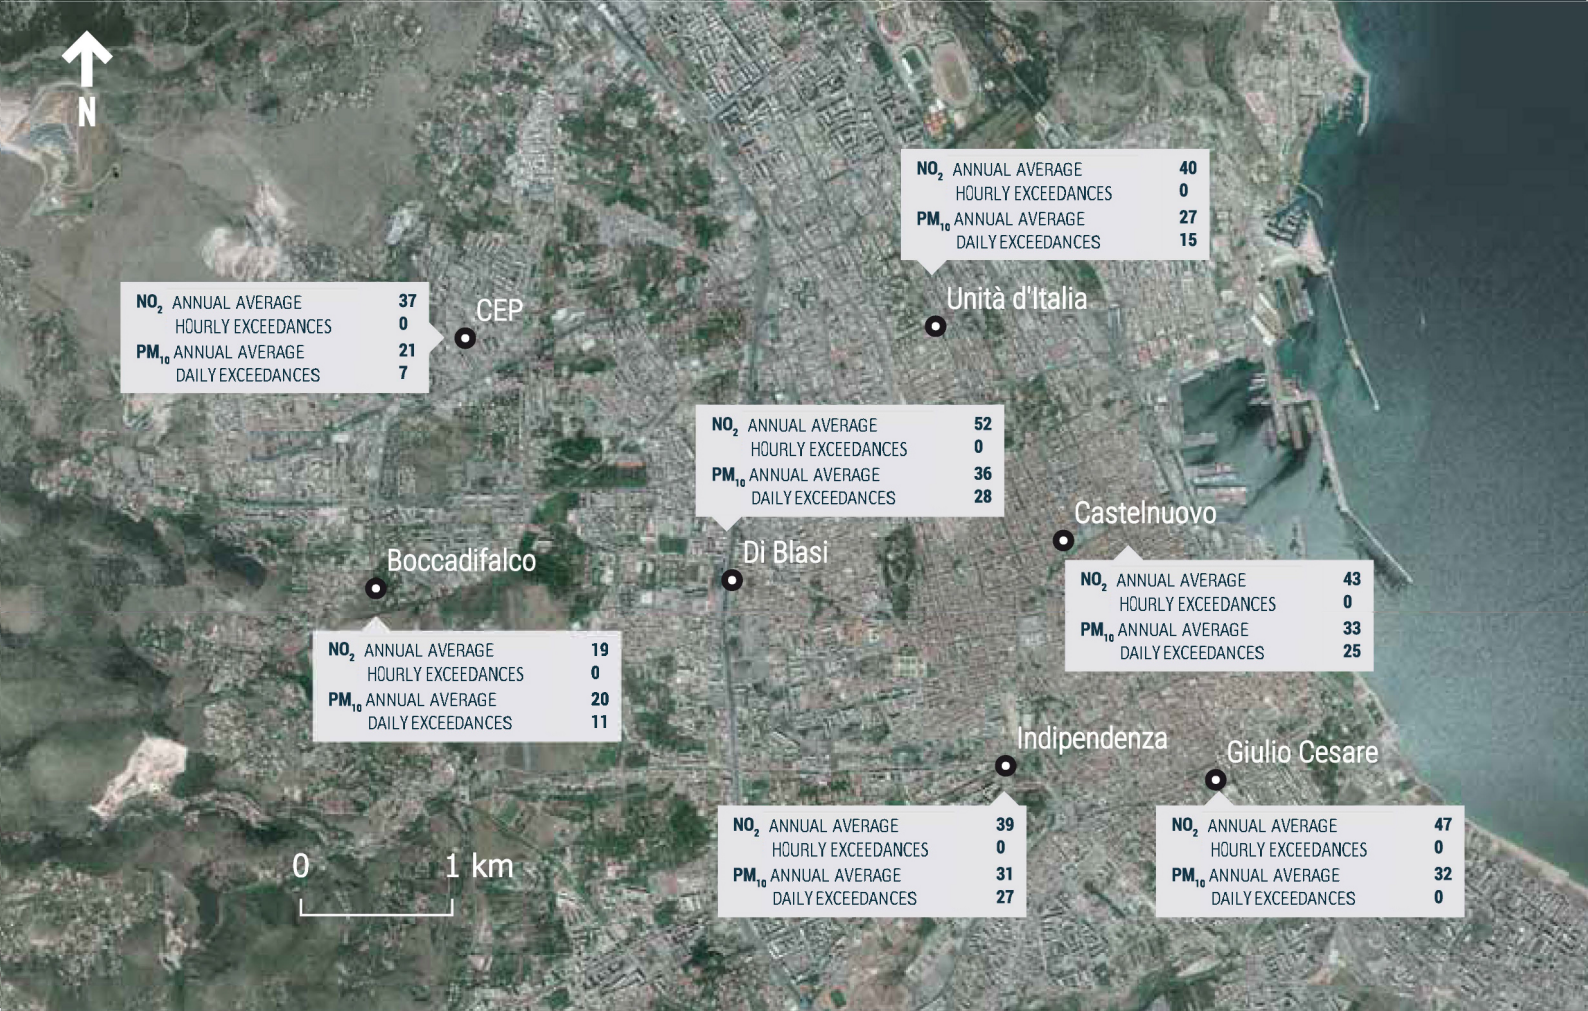 N
NO2 ANNUAL AVERAGE 40
HOURLY EXCEEDANCES 0
PM10 ANNUAL AVERAGE 27
DAILY EXCEEDANCES 15
Unità d'Italia
NO2 ANNUAL AVERAGE 37
HOURLY EXCEEDANCES 0
PM10 ANNUAL AVERAGE 21
DAILY EXCEEDANCES 7
CEP
NO2 ANNUAL AVERAGE 52
HOURLY EXCEEDANCES 0
PM10 ANNUAL AVERAGE 36
DAILY EXCEEDANCES 28
Di Blasi
Castelnuovo
NO2 ANNUAL AVERAGE 43
HOURLY EXCEEDANCES 0
PM10 ANNUAL AVERAGE 33
DAILY EXCEEDANCES 25
Boccadifalco
NO2 ANNUAL AVERAGE 19
HOURLY EXCEEDANCES 0
PM10 ANNUAL AVERAGE 20
DAILY EXCEEDANCES 11
Indipendenza
NO2 ANNUAL AVERAGE 39
HOURLY EXCEEDANCES 0
PM10 ANNUAL AVERAGE 31
DAILY EXCEEDANCES 27
Giulio Cesare
NO2 ANNUAL AVERAGE 47
HOURLY EXCEEDANCES 0
PM10 ANNUAL AVERAGE 32
DAILY EXCEEDANCES 0
0 1 km